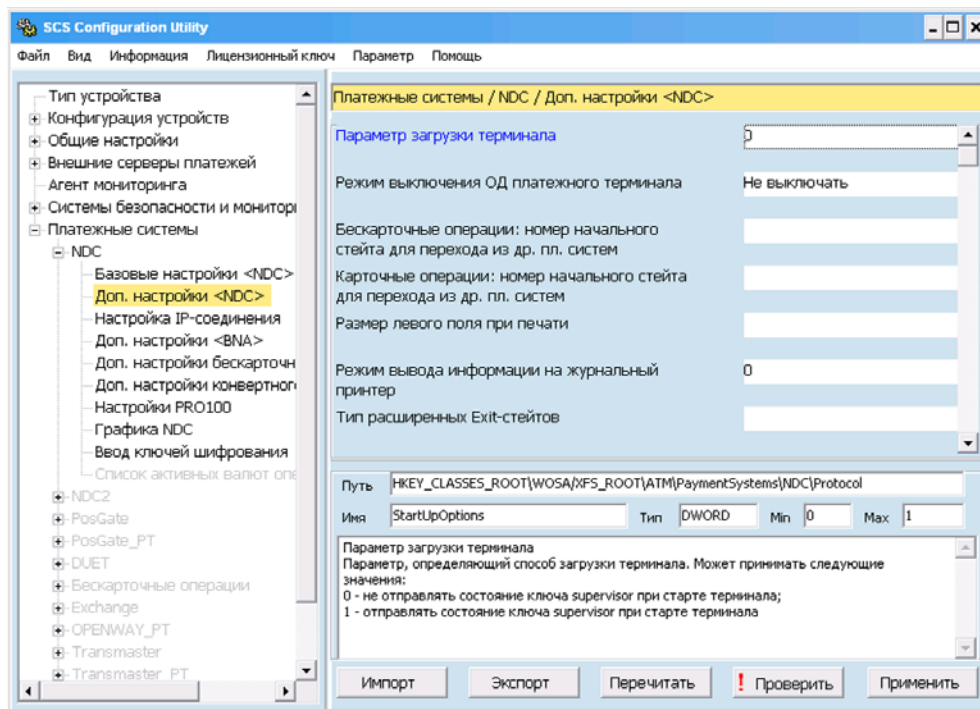 SCS Configuration Utility
Файл Вид Информация Лицензионный ключ Параметр Помощь
Тип устройства
Конфигурация устройств
Общие настройки
Внешние серверы платежей
Агент мониторинга
Системы безопасности и монитори
Платежные системы
NDC
Базовые настройки <NDC>
Доп. настройки <NDC>
Настройка IP-соединения
Доп. настройки <BNA>
Доп. настройки бескарточн
Доп. настройки конвертного
Настройки PRO100
Графика NDC
Ввод ключей шифрования
Список активных валют опе
NDC2
PosGate
PosGate_PT
DUET
Бескарточные операции
Exchange
OPENWAY_PT
Transmaster
Transmaster_PT
Платежные системы / NDC / Доп. настройки <NDC>
Параметр загрузки терминала 0
Режим выключения ОД платежного терминала Не выключать
Бескарточные операции: номер начального
стейта для перехода из др. пл. систем
Карточные операции: номер начального стейта
для перехода из др. пл. систем
Размер левого поля при печати
Режим вывода информации на журнальный 0
принтер
Тип расширенных Exit-стейтов
Путь HKEY_CLASSES_ROOT\WOSA/XFS_ROOT\ATM\PaymentSystems\NDC\Protocol
Имя StartUpOptions Тип DWORD Min 0 Max 1
Параметр загрузки терминала
Параметр, определяющий способ загрузки терминала. Может принимать следующие
значения:
0 - не отправлять состояние ключа supervisor при старте терминала;
1 - отправлять состояние ключа supervisor при старте терминала
Импорт Экспорт Перечитать ! Проверить Применить